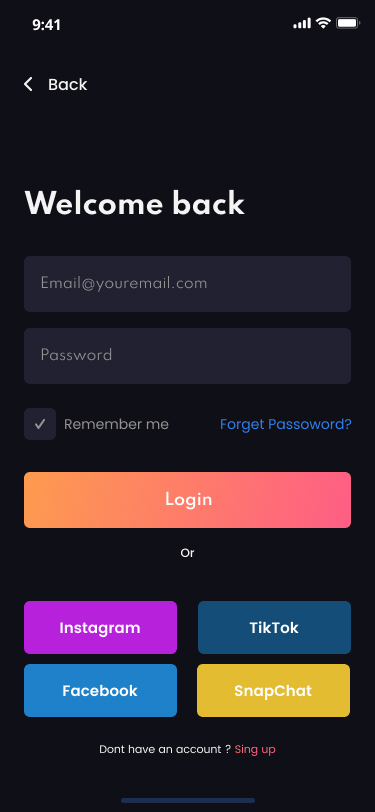 9:41
Back
Welcome back
Email@youremail.com
Password
Remember me Forget Passoword?
Login
Or
Instagram TikTok
Facebook SnapChat
Dont have an account ? Sing up